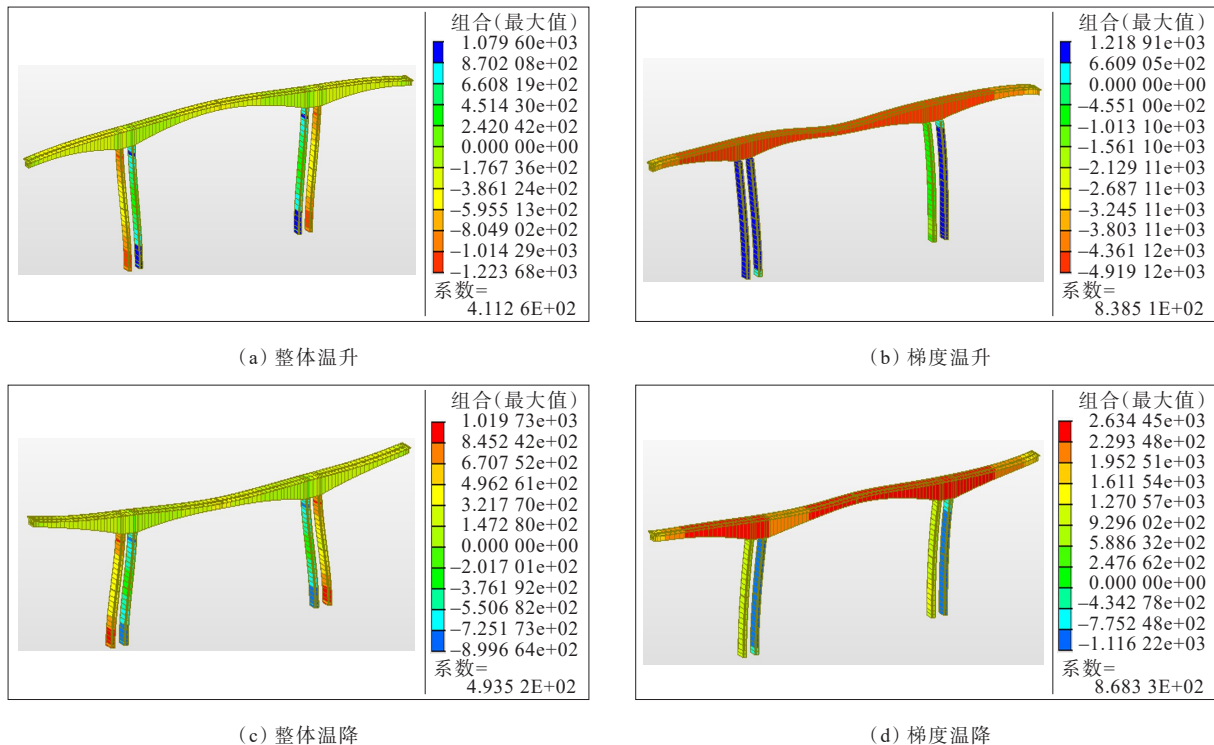 组合(最大值)
1.079 60e+03
8.702 08e+02
6.608 19e+02
4.514 30e+02
2.420 42e+02
0.000 00e+00
−1.767 36e+02
−3.861 24e+02
−5.955 13e+02
−8.049 02e+02
−1.014 29e+03
−1.223 68e+03
系数=
4.112 6E+02
(a) 整体温升
组合(最大值)
1.218 91e+03
6.609 05e+02
0.000 00e+00
−4.551 00e+02
−1.013 10e+03
−1.561 10e+03
−2.129 11e+03
−2.687 11e+03
−3.245 11e+03
−3.803 11e+03
−4.361 12e+03
−4.919 12e+03
系数=
8.385 1E+02
(b) 梯度温升
组合(最大值)
1.019 73e+03
8.452 42e+02
6.707 52e+02
4.962 61e+02
3.217 70e+02
1.472 80e+02
0.000 00e+00
−2.017 01e+02
−3.761 92e+02
−5.506 82e+02
−7.251 73e+02
−8.996 64e+02
系数=
4.935 2E+02
(c) 整体温降
组合(最大值)
2.634 45e+03
2.293 48e+02
1.952 51e+03
1.611 54e+03
1.270 57e+03
9.296 02e+02
5.886 32e+02
2.476 62e+02
0.000 00e+00
−4.342 78e+02
−7.752 48e+02
−1.116 22e+03
系数=
8.683 3E+02
(d) 梯度温降